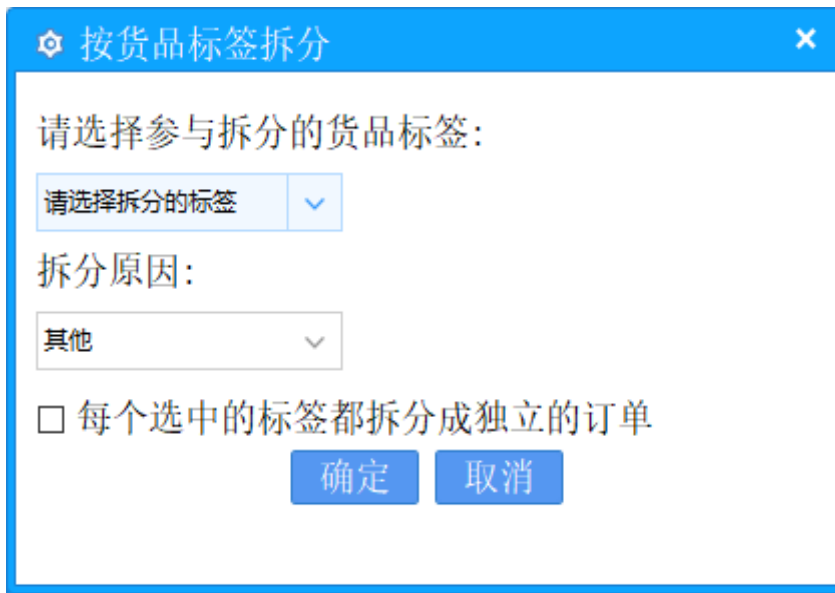 按货品标签拆分
请选择参与拆分的货品标签:
请选择拆分的标签
拆分原因:
其他
每个选中的标签都拆分成独立的订单
确定 取消